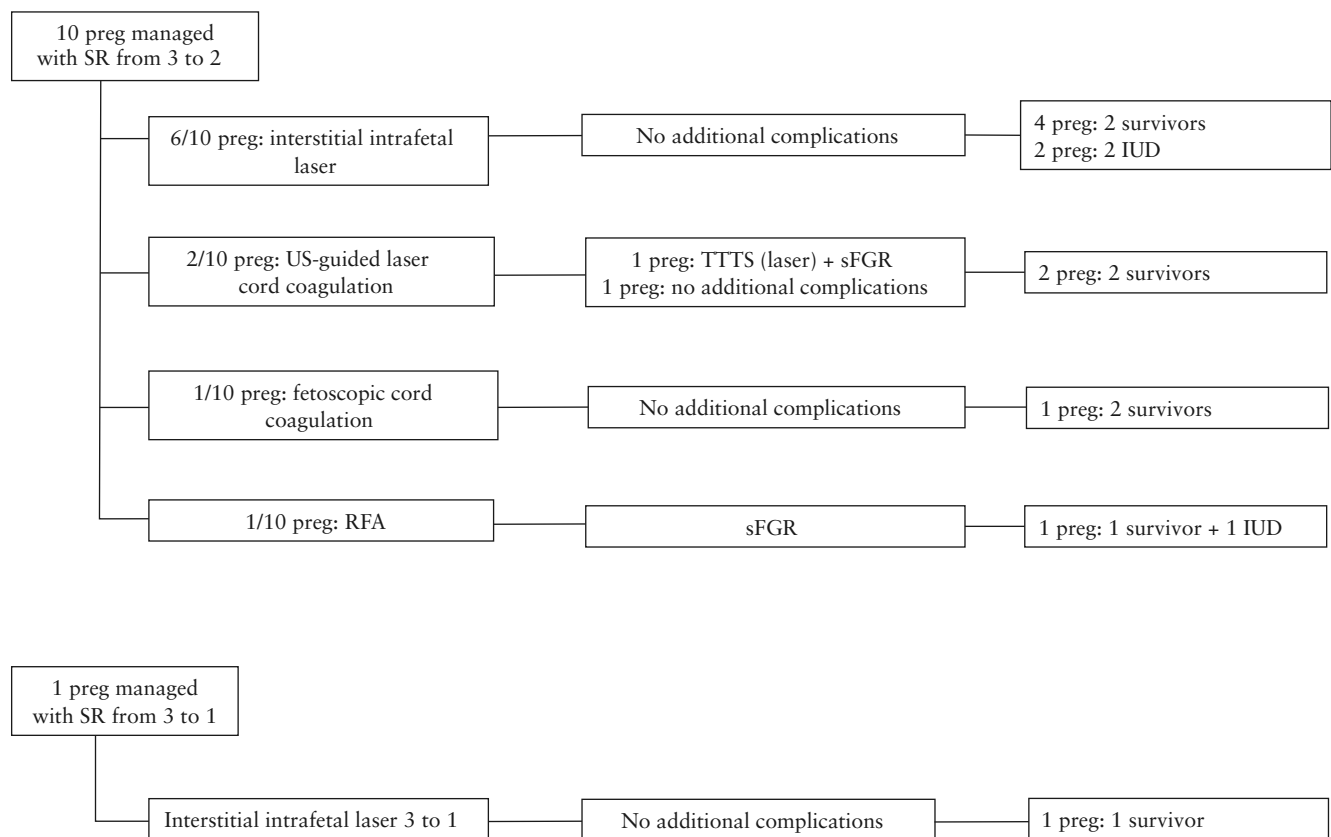 10 preg managed
with SR from 3 to 2
6/10 preg: interstitial intrafetal
laser
No additional complications
4 preg: 2 survivors
2 preg: 2 IUD
2/10 preg: US-guided laser
cord coagulation
1 preg: TTTS (laser) + sFGR
1 preg: no additional complications
2 preg: 2 survivors
1/10 preg: fetoscopic cord
coagulation
No additional complications
1 preg: 2 survivors
1/10 preg: RFA
sFGR
1 preg: 1 survivor + 1 IUD
1 preg managed
with SR from 3 to 1
Interstitial intrafetal laser 3 to 1
No additional complications
1 preg: 1 survivor